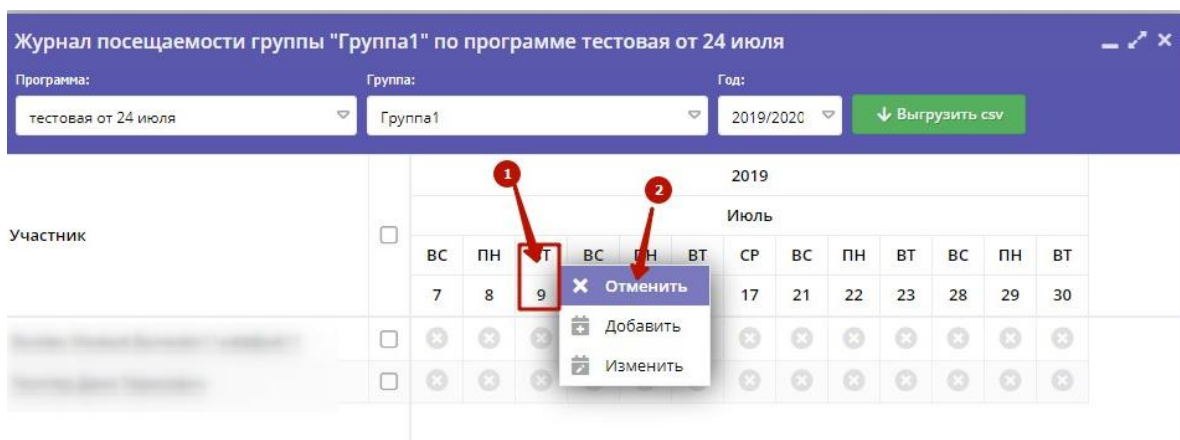 Журнал посещаемости группы "Группа1" по программе тестовая от 24 июля
Программа: Группа: Год:
тестовая от 24 июля Группа1 2019/2020 Выгрузить csv
1 2
2019
Июль
Участник
ВС ПН ВТ ВС ПН ВТ СР ВС ПН ВТ ВС ПН ВТ
7 8 9 17 21 22 23 28 29 30
Отменить
Добавить
Изменить